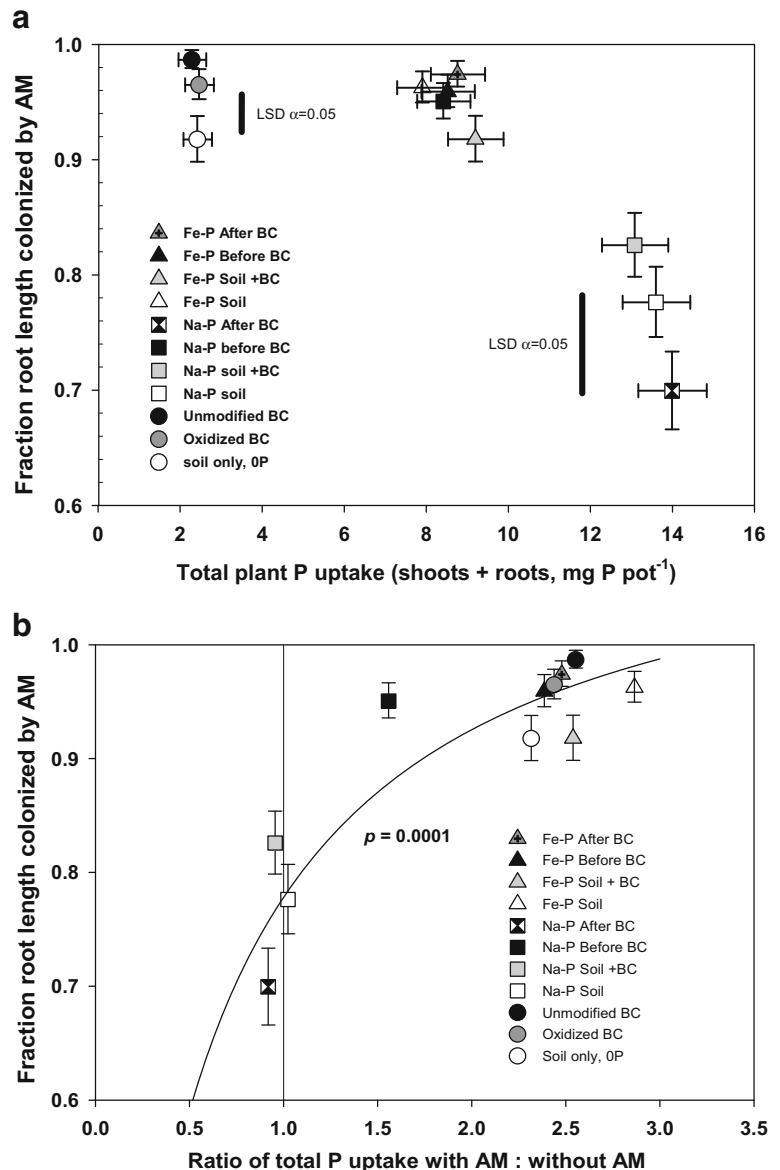 a
1.0
0.9
0.8
0.7
0.6
Fraction root length colonized by AM
LSD α=0.05
Fe-P After BC
Fe-P Before BC
Fe-P Soil +BC
Fe-P Soil
Na-P After BC
Na-P before BC
Na-P soil +BC
Na-P soil
Unmodified BC
Oxidized BC
soil only, 0P
LSD α=0.05
0 2 4 6 8 10 12 14 16
Total plant P uptake (shoots + roots, mg P pot⁻¹)
b
1.0
0.9
0.8
0.7
0.6
Fraction root length colonized by AM
p = 0.0001
Fe-P After BC
Fe-P Before BC
Fe-P Soil + BC
Fe-P Soil
Na-P After BC
Na-P Before BC
Na-P Soil +BC
Na-P Soil
Unmodified BC
Oxidized BC
Soil only, 0P
0.0 0.5 1.0 1.5 2.0 2.5 3.0 3.5
Ratio of total P uptake with AM : without AM